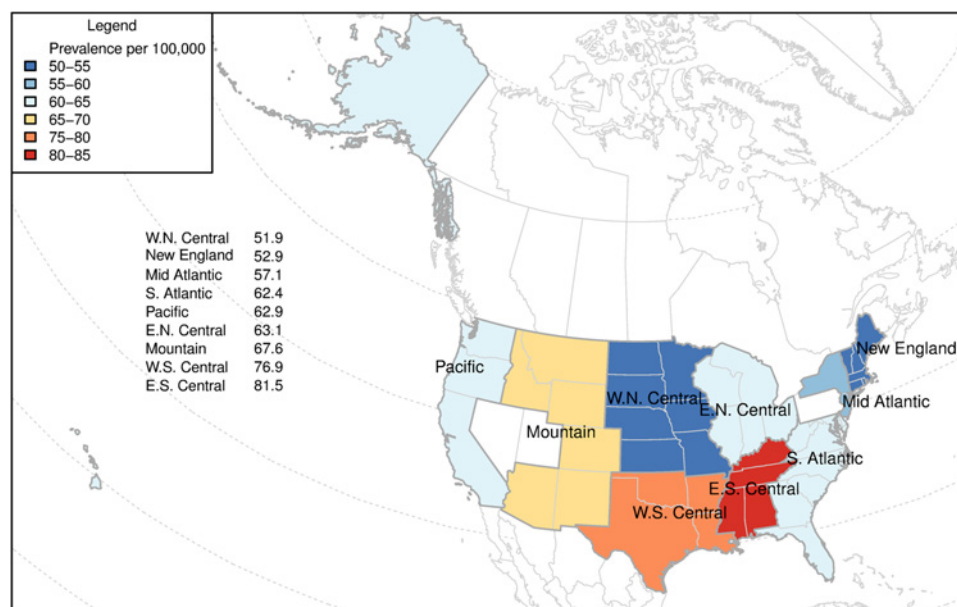 Legend
Prevalence per 100,000
50–55
55–60
60–65
65–70
75–80
80–85
W.N. Central 51.9
New England 52.9
Mid Atlantic 57.1
S. Atlantic 62.4
Pacific 62.9
E.N. Central 63.1
Mountain 67.6
W.S. Central 76.9
E.S. Central 81.5
New England
Pacific
W.N. Central
Mid Atlantic
E.N. Central
Mountain
S. Atlantic
E.S. Central
W.S. Central